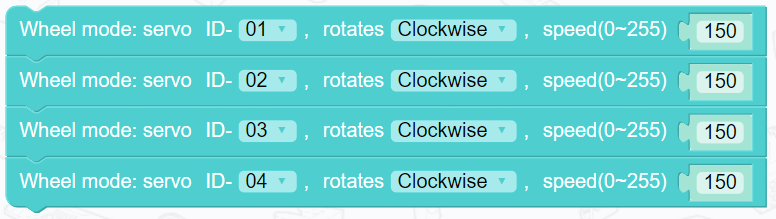 Wheel mode: servo ID- 01 , rotates Clockwise , speed(0~255) 150
Wheel mode: servo ID- 02 , rotates Clockwise , speed(0~255) 150
Wheel mode: servo ID- 03 , rotates Clockwise , speed(0~255) 150
Wheel mode: servo ID- 04 , rotates Clockwise , speed(0~255) 150